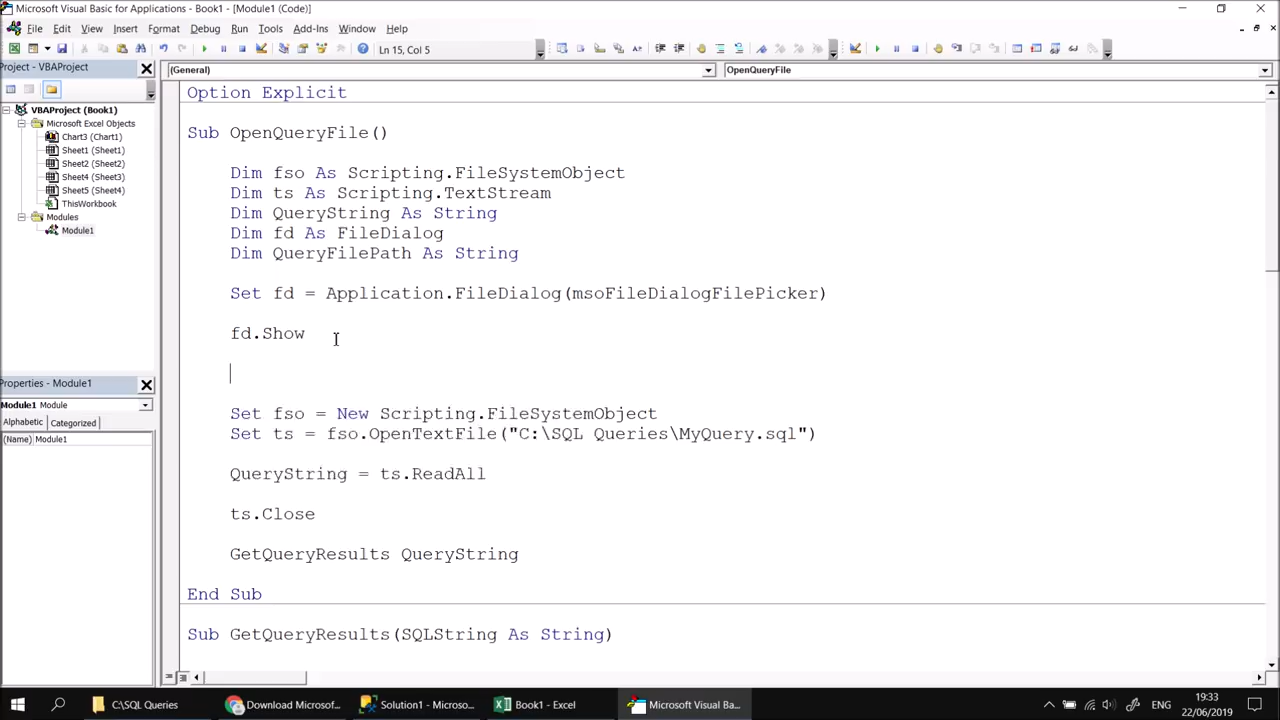 Microsoft Visual Basic for Applications - Book1 - [Module1 (Code)]
File Edit View Insert Format Debug Run Tools Add-Ins Window Help
Ln 15, Col 5
Project - VBAProject
(General)
OpenQueryFile
VBAProject (Book1)
Microsoft Excel Objects
Chart3 (Chart1)
Sheet1 (Sheet1)
Sheet2 (Sheet2)
Sheet4 (Sheet3)
Sheet5 (Sheet4)
ThisWorkbook
Modules
Module1
Properties - Module1
Module1 Module
Alphabetic Categorized
(Name) Module1
Option Explicit
Sub OpenQueryFile()
Dim fso As Scripting.FileSystemObject
Dim ts As Scripting.TextStream
Dim QueryString As String
Dim fd As FileDialog
Dim QueryFilePath As String
Set fd = Application.FileDialog(msoFileDialogFilePicker)
fd.Show
Set fso = New Scripting.FileSystemObject
Set ts = fso.OpenTextFile("C:\SQL Queries\MyQuery.sql")
QueryString = ts.ReadAll
ts.Close
GetQueryResults QueryString
End Sub
Sub GetQueryResults(SQLString As String)
C:\SQL Queries
Download Microsof...
Solution1 - Microso...
Book1 - Excel
Microsoft Visual Ba...
ENG
19:33
22/06/2019